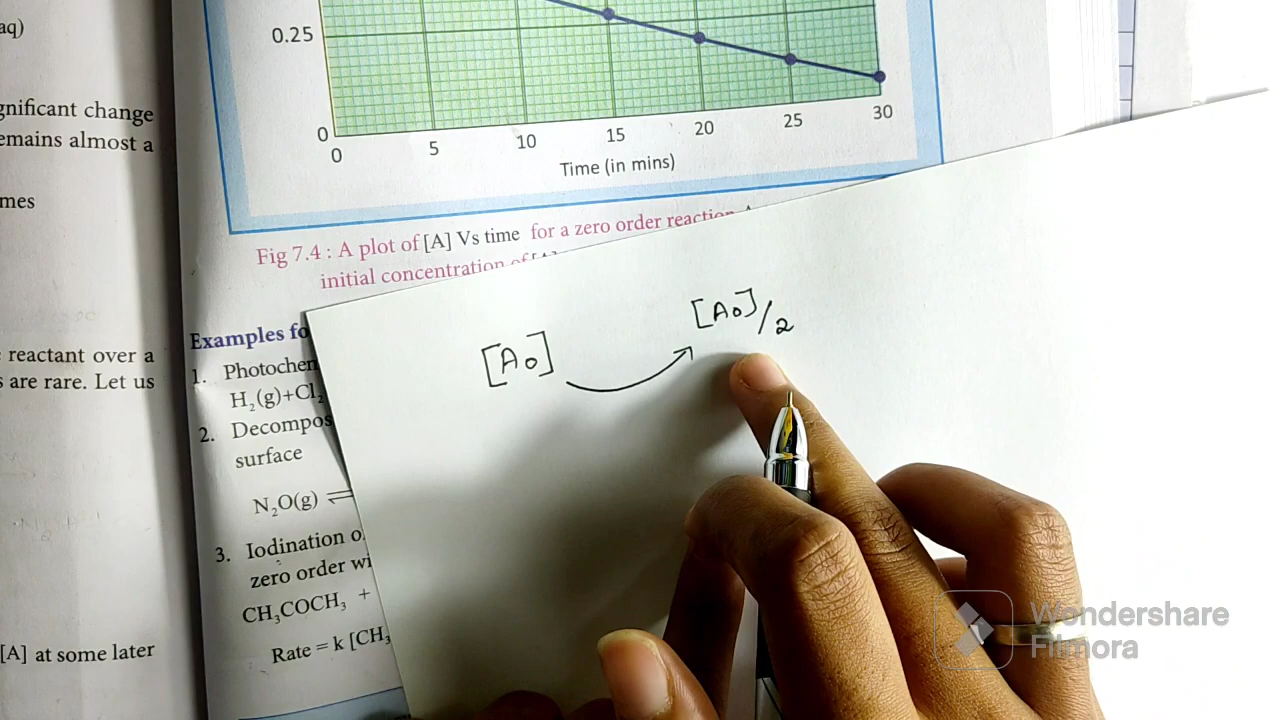 aq)
gnificant change
emains almost a
mes
reactant over a
s are rare. Let us
[A] at some later
0.25
0
0 5 10 15 20 25 30
Time (in mins)
Fig 7.4 : A plot of [A] Vs time for a zero order reaction
initial concentration of
Examples fo
1. Photochen
H₂(g)+Cl₂
2. Decompos
surface
N₂O(g) ⇌
3. Iodination o
zero order wi
CH₃COCH₃ +
Rate = k [CH₃
[A₀] → [A₀]/2
Wondershare
Filmora